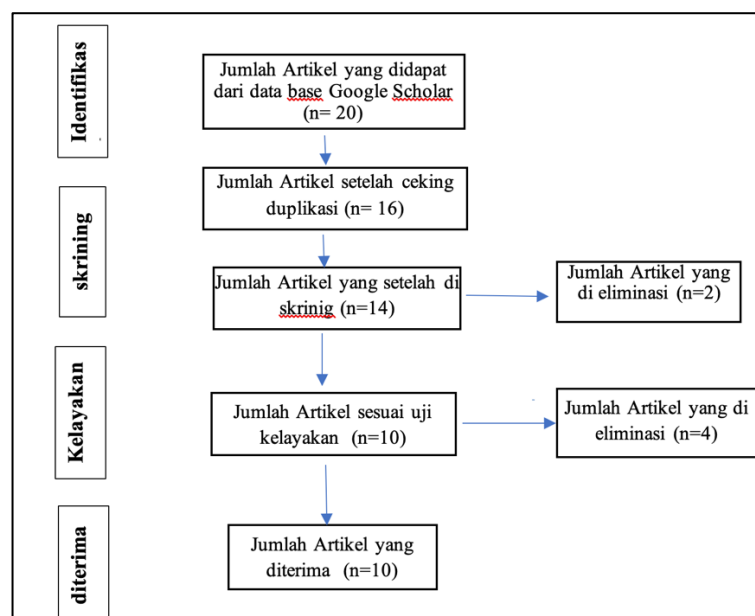 Identifikas
Jumlah Artikel yang didapat
dari data base Google Scholar
(n= 20)
skrining
Jumlah Artikel setelah ceking
duplikasi (n= 16)
Jumlah Artikel yang setelah di
skrinig (n=14)
Jumlah Artikel yang
di eliminasi (n=2)
Kelayakan
Jumlah Artikel sesuai uji
kelayakan (n=10)
Jumlah Artikel yang di
eliminasi (n=4)
diterima
Jumlah Artikel yang
diterima (n=10)